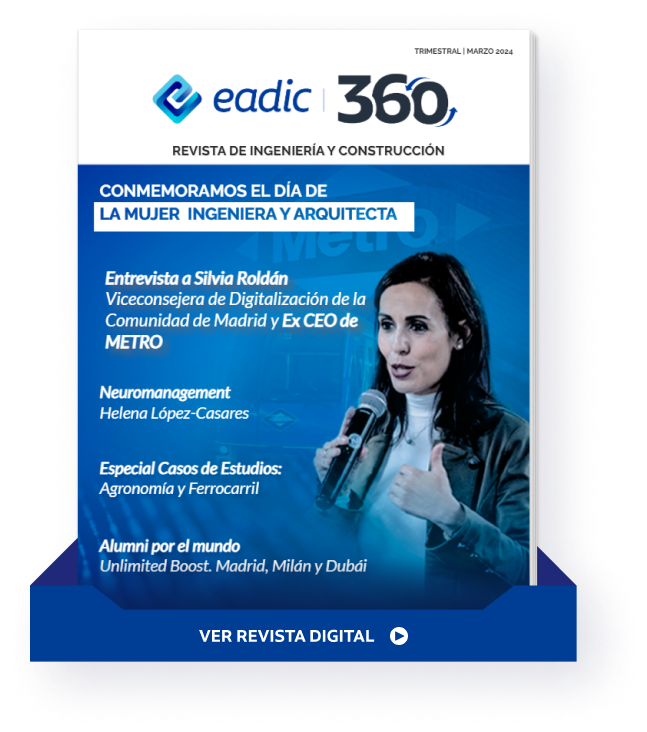 TRIMESTRAL | MARZO 2024
eadic | 360
REVISTA DE INGENIERÍA Y CONSTRUCCIÓN
CONMEMORAMOS EL DÍA DE
LA MUJER INGENIERA Y ARQUITECTA
Metro
Entrevista a Silvia Roldán
Viceconsejera de Digitalización de la
Comunidad de Madrid y Ex CEO de
METRO
Neuromanagement
Helena López-Casares
Especial Casos de Estudios:
Agronomía y Ferrocarril
Alumni por el mundo
Unlimited Boost. Madrid, Milán y Dubái
VER REVISTA DIGITAL